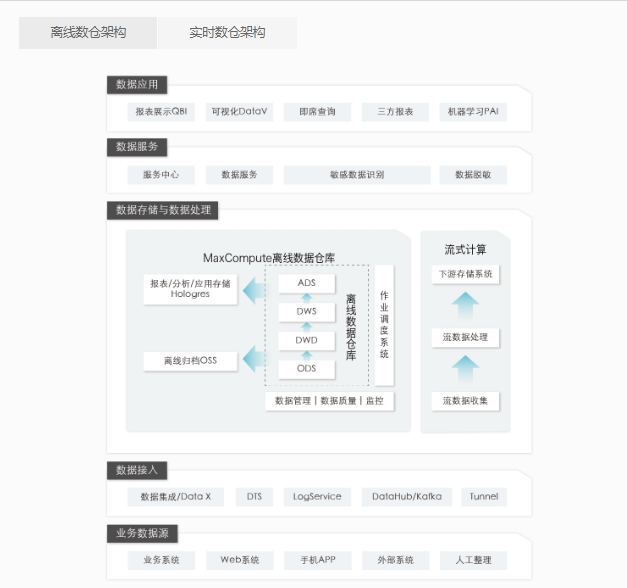 离线数仓架构
实时数仓架构
数据应用
报表展示QBI
可视化DataV
即席查询
三方报表
机器学习PAI
数据服务
服务中心
数据服务
敏感数据识别
数据脱敏
数据存储与数据处理
MaxCompute离线数据仓库
报表/分析/应用存储
Hologres
离线归档OSS
ADS
DWS
DWD
ODS
离线数据仓库
作业调度系统
数据管理 | 数据质量 | 监控
流式计算
下游存储系统
流数据处理
流数据收集
数据接入
数据集成/Data X
DTS
LogService
DataHub/Kafka
Tunnel
业务数据源
业务系统
Web系统
手机APP
外部系统
人工整理